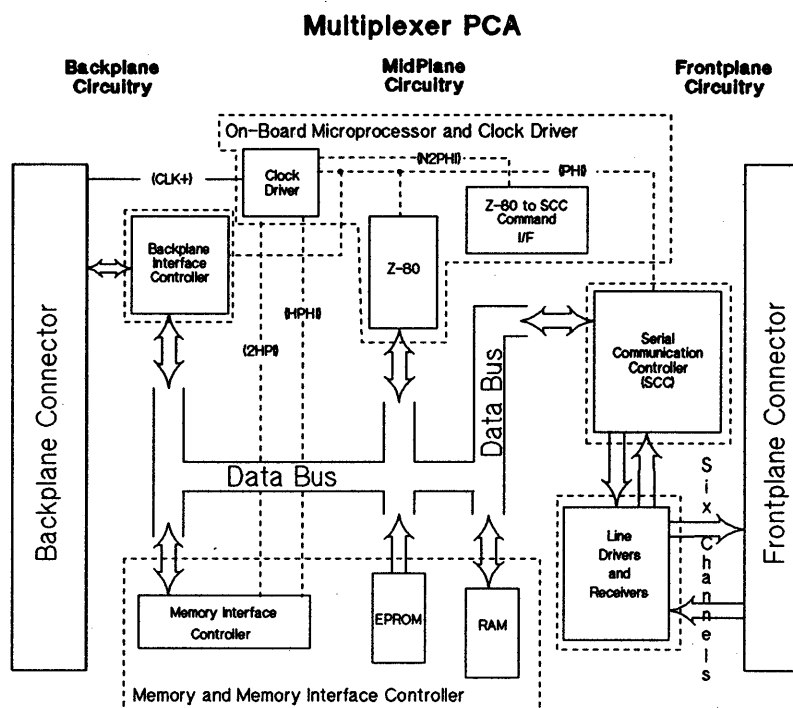 Multiplexer PCA
Backplane
Circuitry
MidPlane
Circuitry
Frontplane
Circuitry
On-Board Microprocessor and Clock Driver
(CLK+)
Clock
Driver
(N2PHI)
(PHI)
Z-80 to SCC
Command
I/F
Backplane
Interface
Controller
Z-80
(HPHI)
(2HPI)
Backplane Connector
Serial
Communication
Controller
(SCC)
Frontplane Connector
Data Bus
Data Bus
Six Channels
Line
Drivers
and
Receivers
Memory Interface
Controller
EPROM
RAM
Memory and Memory Interface Controller